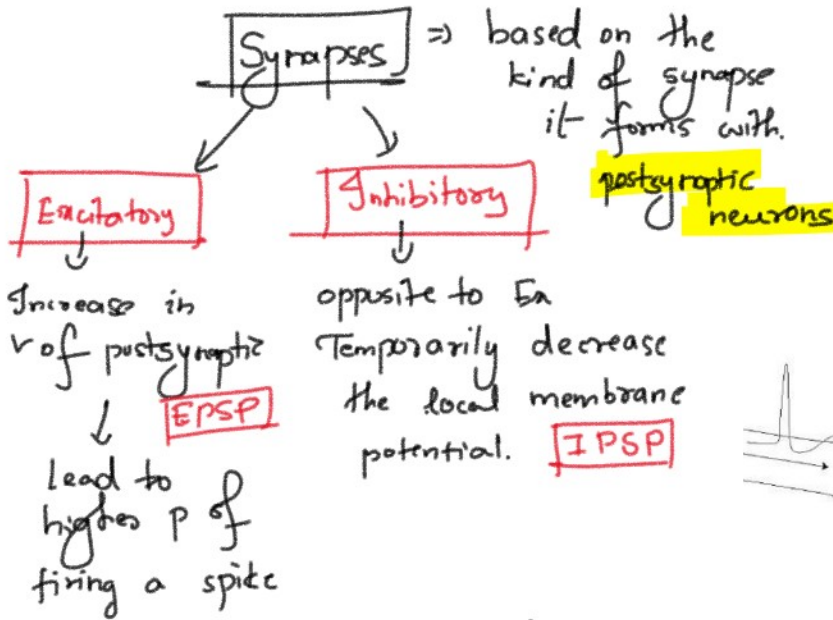 Synapses => based on the
kind of synapse
it forms with.
postsynaptic
neurons
Excitatory
Inhibitory
Increase in
v of postsynaptic
EPSP
lead to
higher p of
firing a spike
opposite to Ex
Temporarily decrease
the local membrane
potential.
IPSP